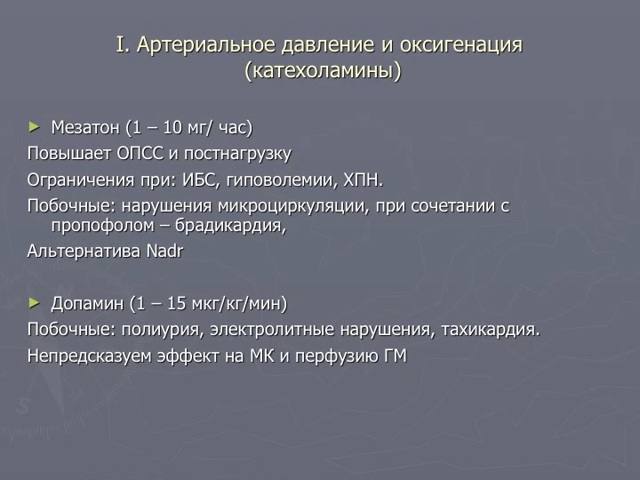 I. Артериальное давление и оксигенация
(катехоламины)
Мезатон (1 – 10 мг/ час)
Повышает ОПСС и постнагрузку
Ограничения при: ИБС, гиповолемии, ХПН.
Побочные: нарушения микроциркуляции, при сочетании с
пропофолом – брадикардия,
Альтернатива Nadr
Допамин (1 – 15 мкг/кг/мин)
Побочные: полиурия, электролитные нарушения, тахикардия.
Непредсказуем эффект на МК и перфузию ГМ